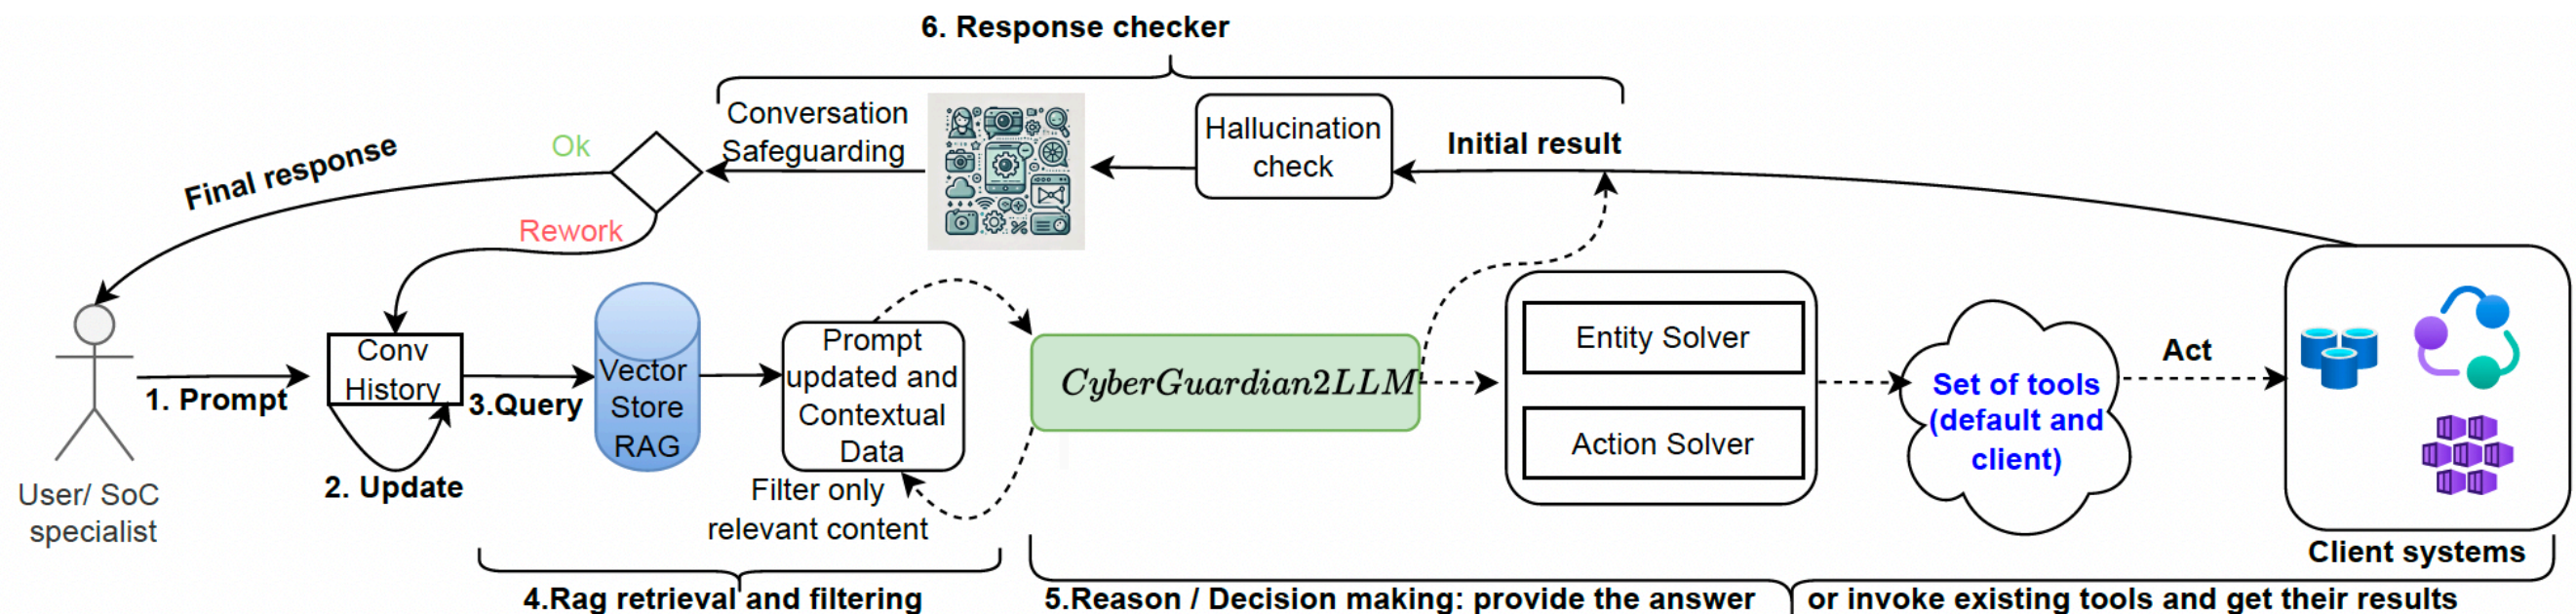 6. Response checker
Conversation
Safeguarding
Hallucination
check
Initial result
Ok
Final response
Rework
Conv
History
Vector
Store
RAG
Prompt
updated and
Contextual
Data
CyberGuardian2LLM
Entity Solver
Action Solver
Set of tools
(default and
client)
Act
1. Prompt
3.Query
2. Update
User/ SoC
specialist
Filter only
relevant content
Client systems
4.Rag retrieval and filtering
5.Reason / Decision making: provide the answer or invoke existing tools and get their results